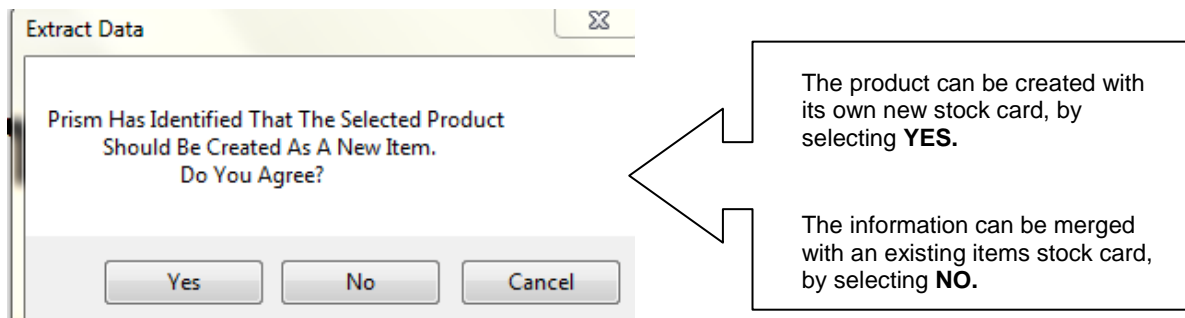 Extract Data
Prism Has Identified That The Selected Product
Should Be Created As A New Item.
Do You Agree?
Yes
No
Cancel
The product can be created with
its own new stock card, by
selecting YES.
The information can be merged
with an existing items stock card,
by selecting NO.